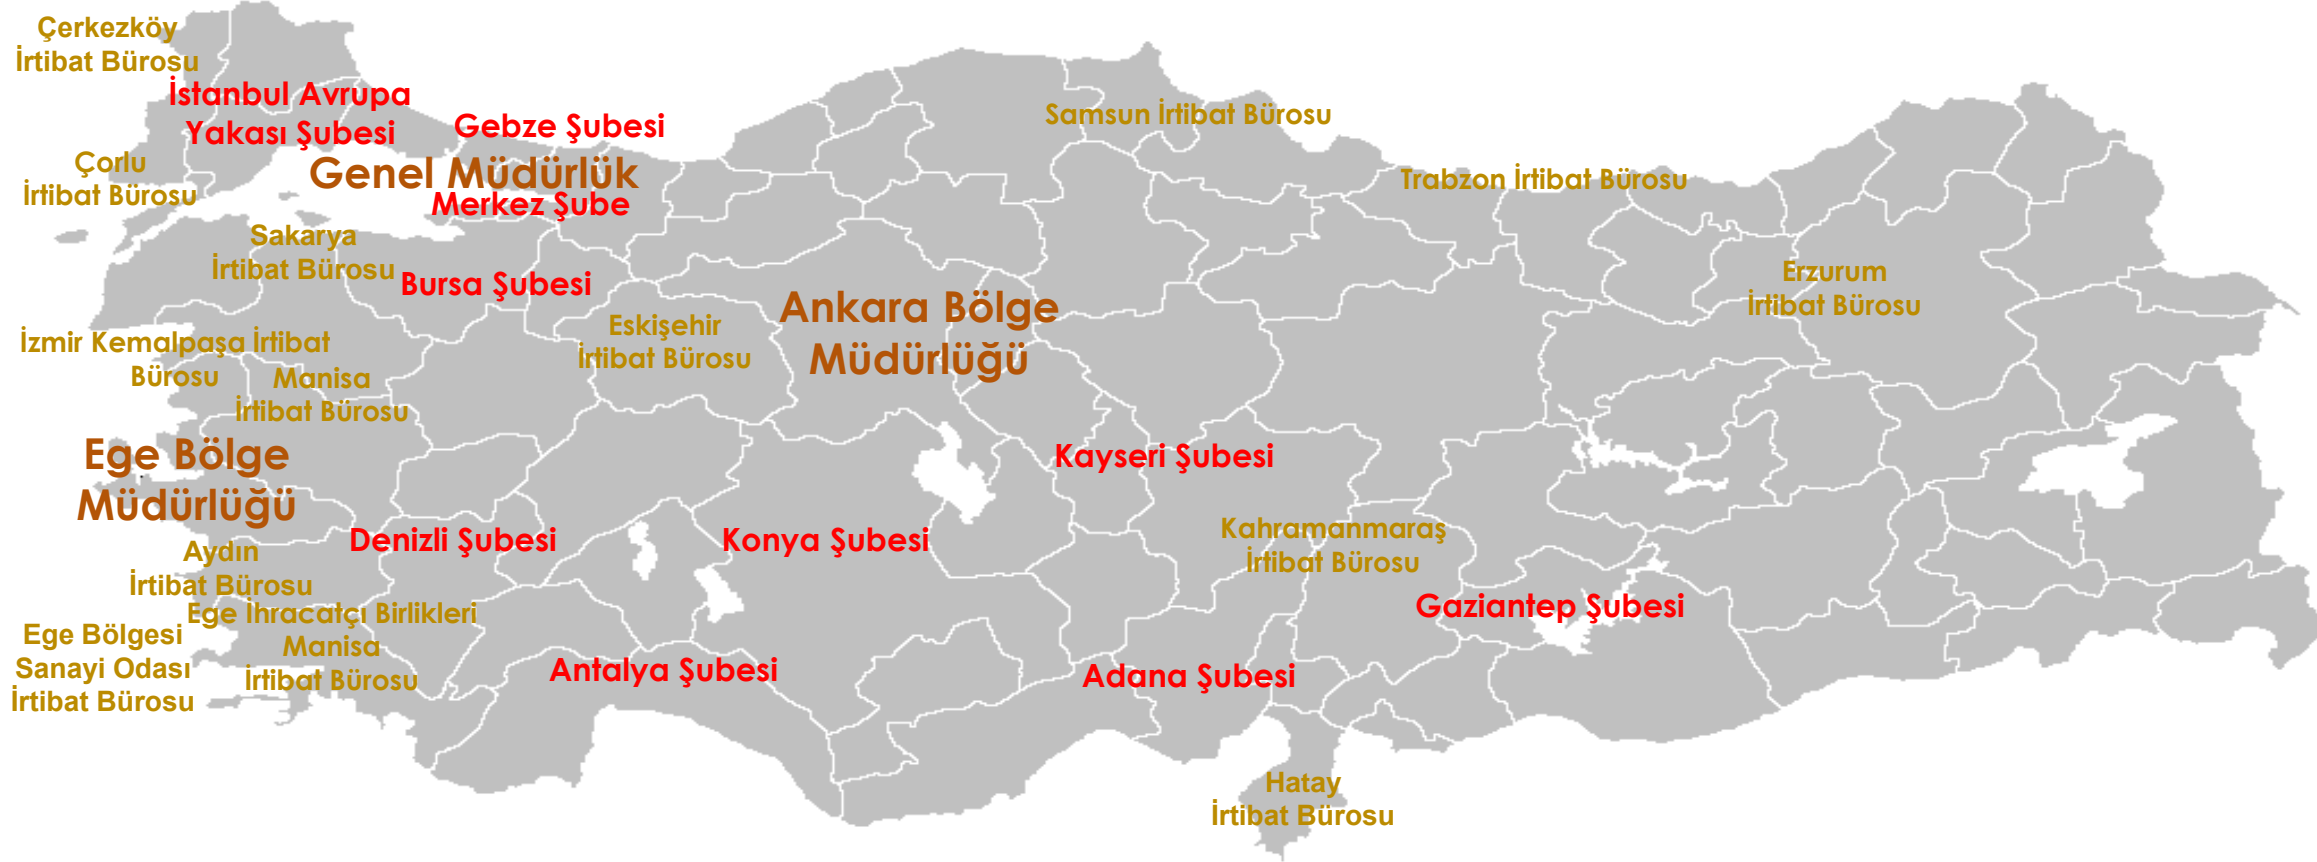 Çerkezköy
İrtibat Bürosu
İstanbul Avrupa
Yakası Şubesi
Gebze Şubesi
Samsun İrtibat Bürosu
Çorlu
İrtibat Bürosu
Genel Müdürlük
Merkez Şube
Trabzon İrtibat Bürosu
Sakarya
İrtibat Bürosu
Bursa Şubesi
Ankara Bölge
Müdürlüğü
Erzurum
İrtibat Bürosu
Eskişehir
İrtibat Bürosu
İzmir Kemalpaşa İrtibat
Bürosu
Manisa
İrtibat Bürosu
Ege Bölge
Müdürlüğü
Kayseri Şubesi
Denizli Şubesi
Konya Şubesi
Kahramanmaraş
İrtibat Bürosu
Aydın
İrtibat Bürosu
Ege İhracatçı Birlikleri
Manisa
İrtibat Bürosu
Gaziantep Şubesi
Ege Bölgesi
Sanayi Odası
İrtibat Bürosu
Antalya Şubesi
Adana Şubesi
Hatay
İrtibat Bürosu